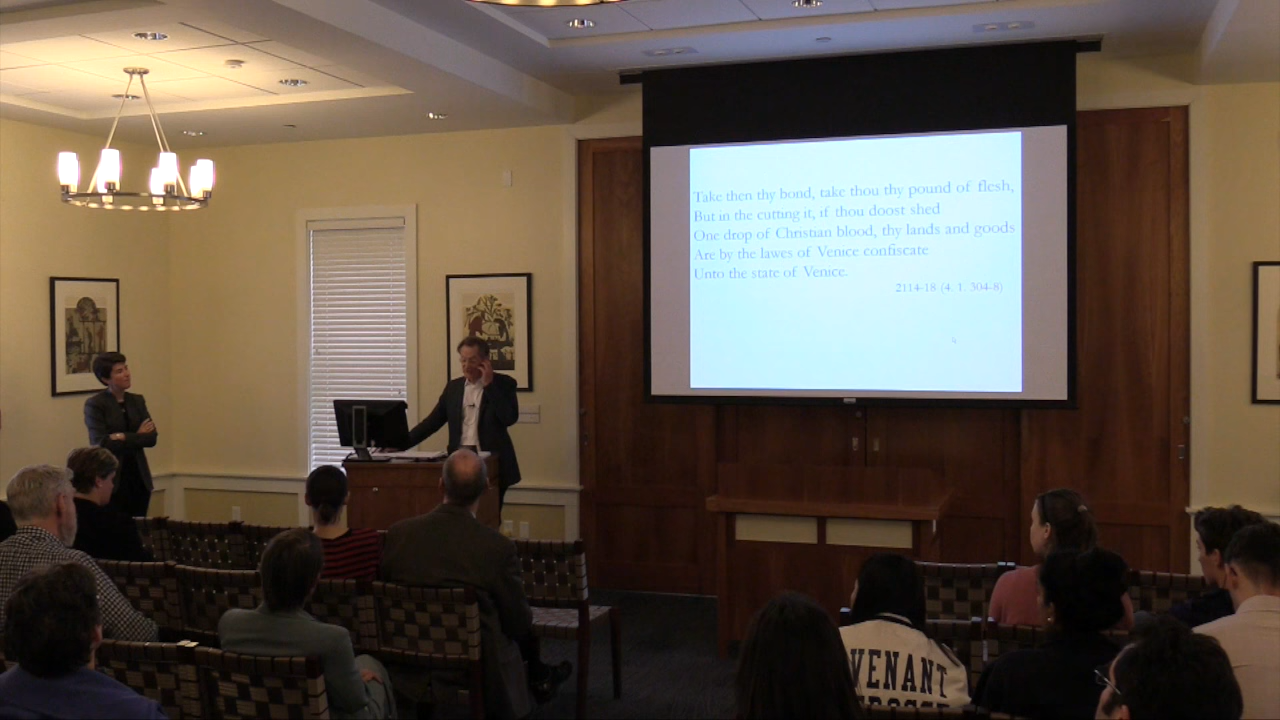 Take then thy bond, take thou thy pound of flesh,
But in the cutting it, if thou doost shed
One drop of Christian blood, thy lands and goods
Are by the lawes of Venice confiscate
Unto the state of Venice.
2114-18 (4. 1. 304-8)
VENANT